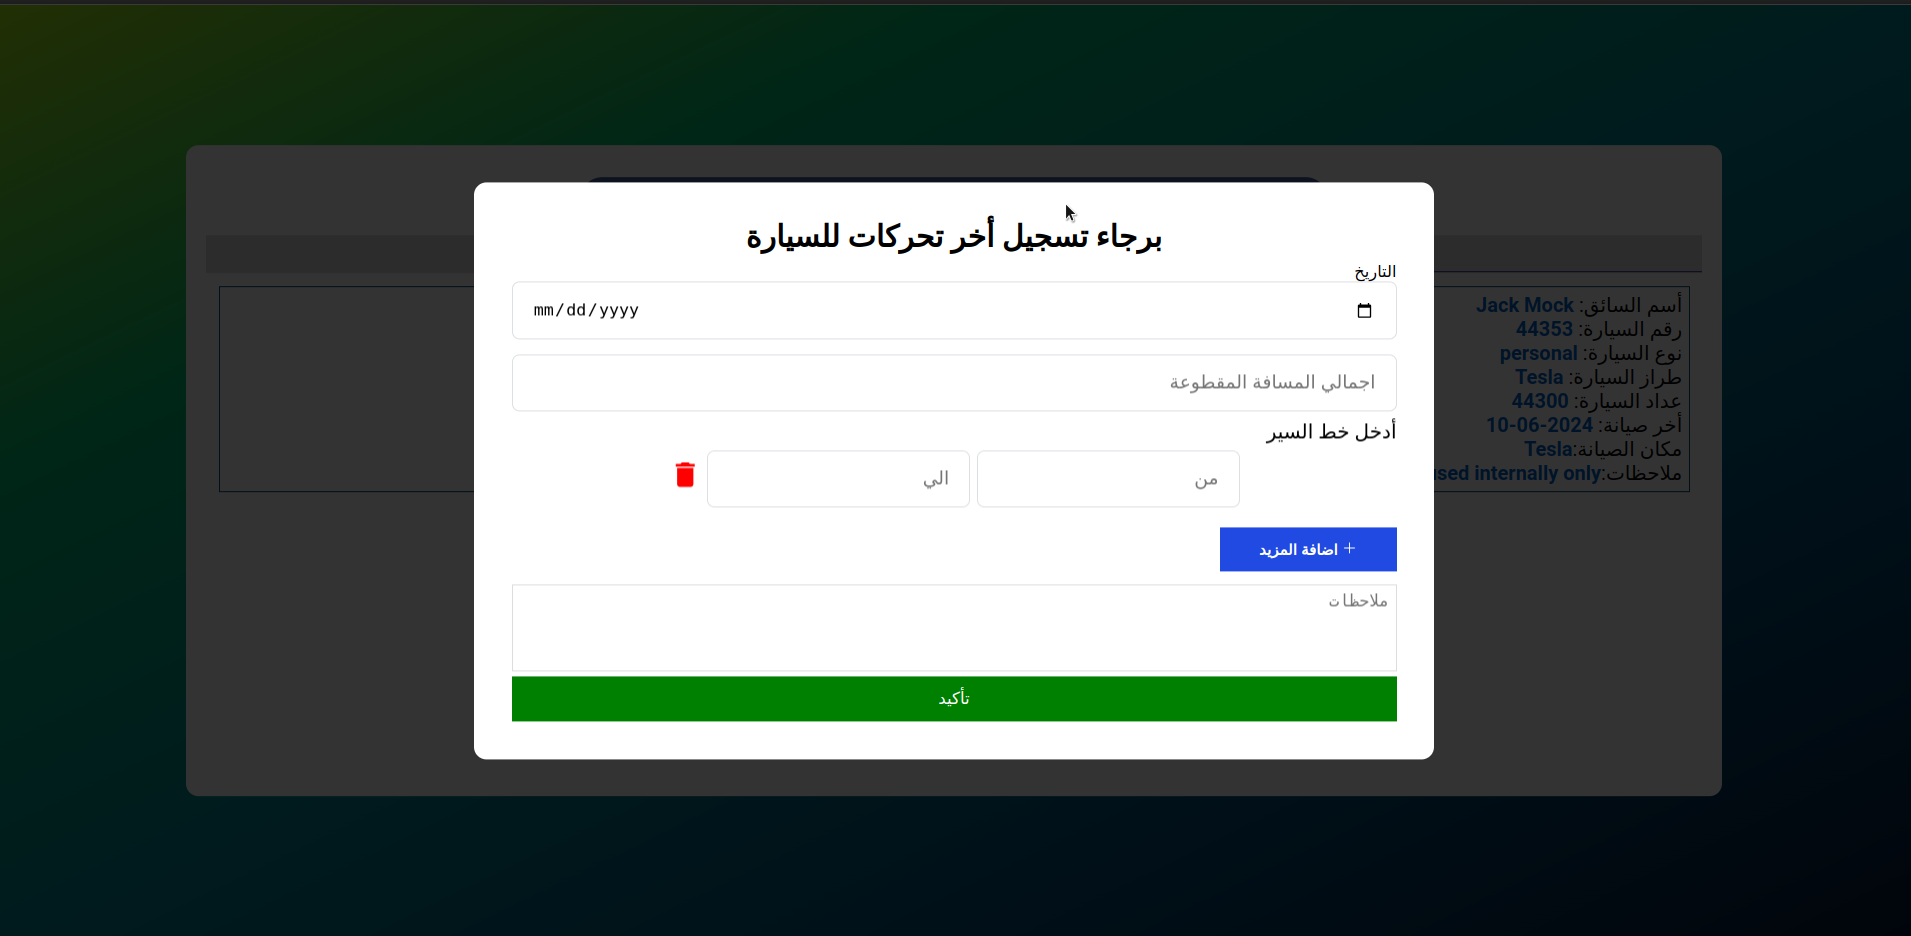 برجاء تسجيل أخر تحركات للسيارة
التاريخ
mm/dd/yyyy
اجمالي المسافة المقطوعة
أدخل خط السير
من
الي
+ اضافة المزيد
ملاحظات
تأكيد
أسم السائق: Jack Mock
رقم السيارة: 44353
نوع السيارة: personal
طراز السيارة: Tesla
عداد السيارة: 44300
أخر صيانة: 2024-06-10
مكان الصيانة:Tesla
ملاحظات:used internally only